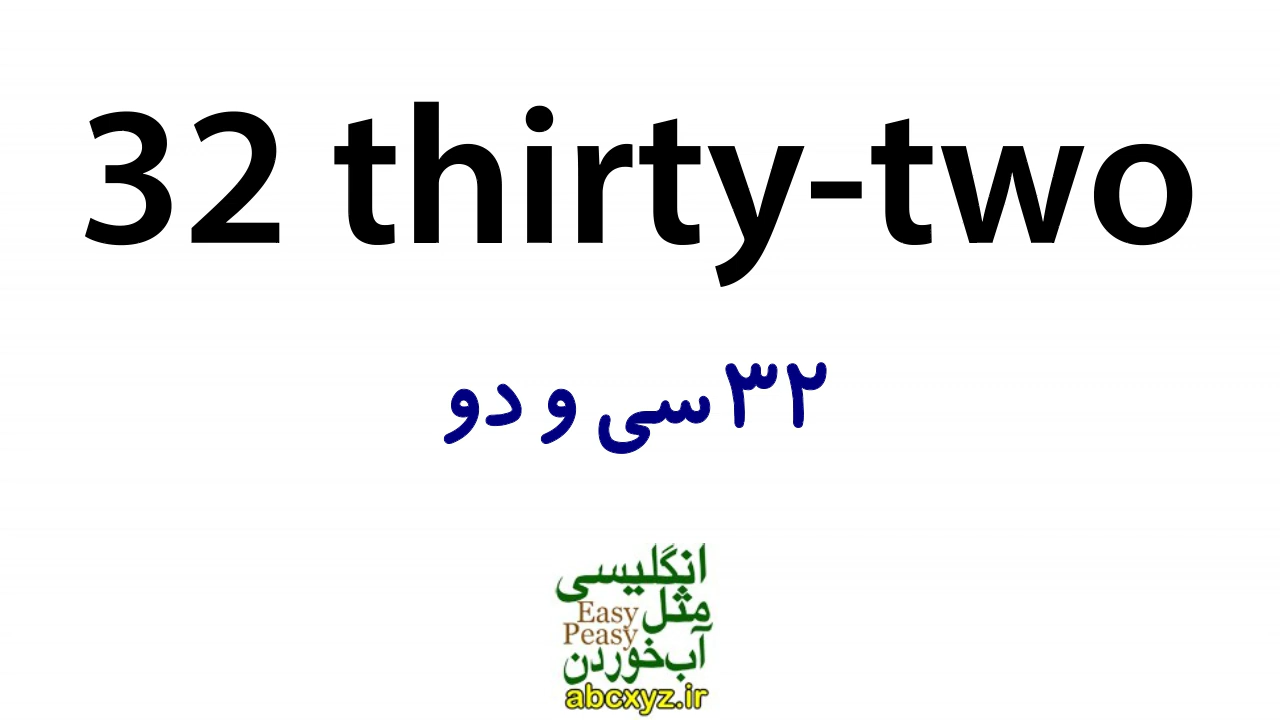 32 thirty-two
۳۲ سی و دو
انگلیسی
مثل
Easy
Peasy
آب‌خوردن
abcxyz.ir